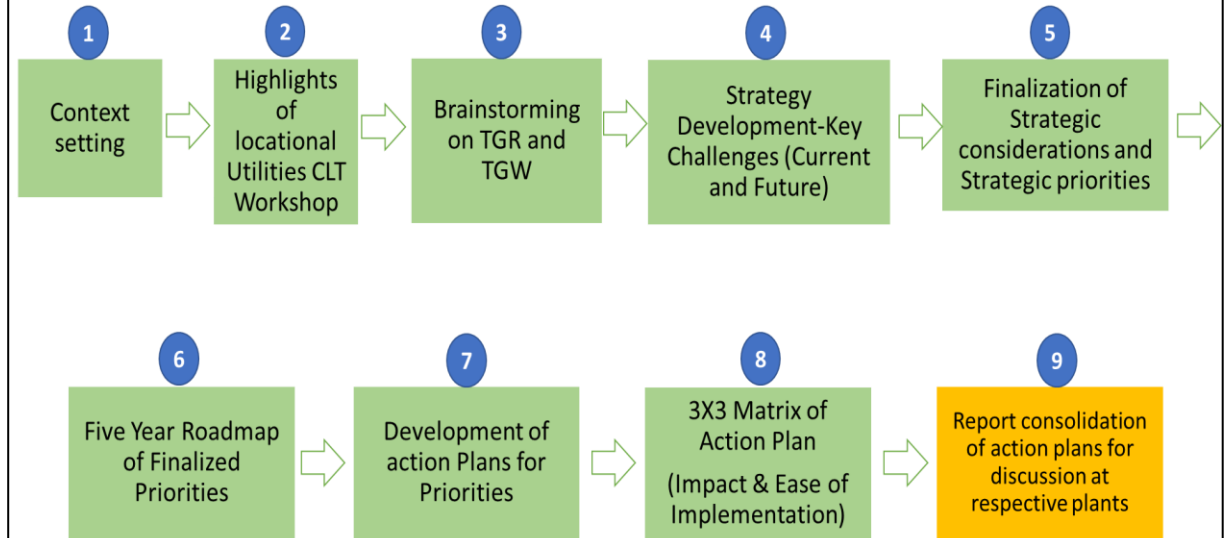 1
Context
setting
2
Highlights
of
locational
Utilities CLT
Workshop
3
Brainstorming
on TGR and
TGW
4
Strategy
Development-Key
Challenges (Current
and Future)
5
Finalization of
Strategic
considerations and
Strategic priorities
6
Five Year Roadmap
of Finalized
Priorities
7
Development of
action Plans for
Priorities
8
3X3 Matrix of
Action Plan
(Impact & Ease of
Implementation)
9
Report consolidation
of action plans for
discussion at
respective plants